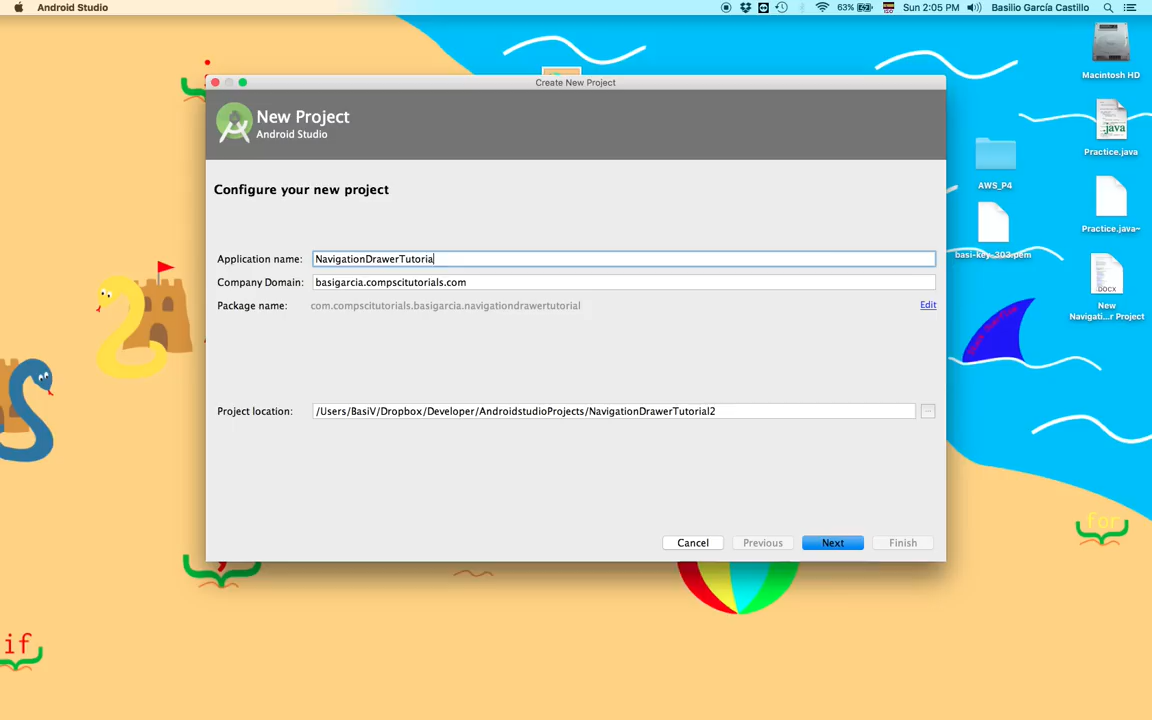 Android Studio
63%
Sun 2:05 PM
Basilio García Castillo
Create New Project
New Project
Android Studio
Configure your new project
Application name: NavigationDrawerTutoria
Company Domain: basigarcia.compscitutorials.com
Package name: com.compscitutorials.basigarcia.navigationdrawertutorial
Edit
Project location: /Users/BasiV/Dropbox/Developer/AndroidstudioProjects/NavigationDrawerTutorial2
Cancel
Previous
Next
Finish
Macintosh HD
.java
Practice.java
AWS_P4
Practice.java~
basi-key-303.pem
DOCX
New
Navigati...r Project
for
if